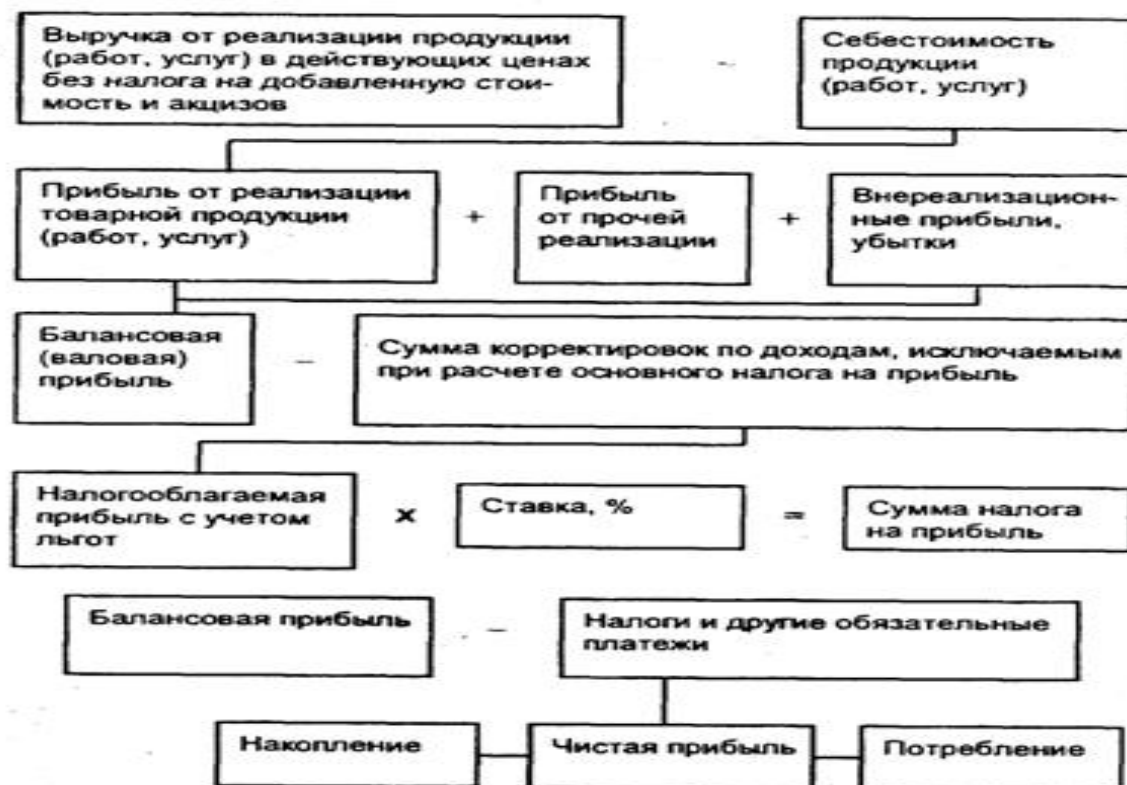 Выручка от реализации продукции
(работ, услуг) в действующих ценах
без налога на добавленную стои-
мость и акцизов
-
Себестоимость
продукции
(работ, услуг)
Прибыль от реализации
товарной продукции
(работ, услуг)
+
Прибыль
от прочей
реализации
+
Внереализацион-
ные прибыли,
убытки
Балансовая
(валовая)
прибыль
–
Сумма корректировок по доходам, исключаемым
при расчете основного налога на прибыль
Налогооблагаемая
прибыль с учетом
льгот
х
Ставка, %
=
Сумма налога
на прибыль
Балансовая прибыль
–
Налоги и другие обязательные
платежи
Накопление
Чистая прибыль
Потребление